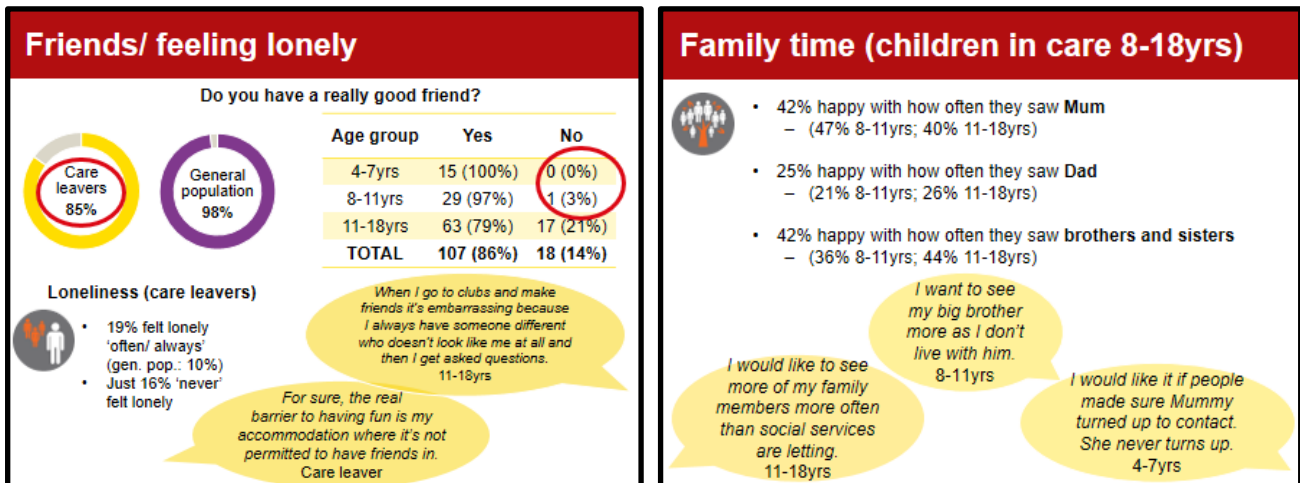 Friends/ feeling lonely
Do you have a really good friend?
Care
leavers
85%
General
population
98%
Age group Yes No
4-7yrs 15 (100%) 0 (0%)
8-11yrs 29 (97%) 1 (3%)
11-18yrs 63 (79%) 17 (21%)
TOTAL 107 (86%) 18 (14%)
Loneliness (care leavers)
• 19% felt lonely
'often/ always'
(gen. pop.: 10%)
• Just 16% 'never'
felt lonely
When I go to clubs and make
friends it's embarrassing because
I always have someone different
who doesn't look like me at all and
then I get asked questions.
11-18yrs
For sure, the real
barrier to having fun is my
accommodation where it's not
permitted to have friends in.
Care leaver
Family time (children in care 8-18yrs)
• 42% happy with how often they saw Mum
– (47% 8-11yrs; 40% 11-18yrs)
• 25% happy with how often they saw Dad
– (21% 8-11yrs; 26% 11-18yrs)
• 42% happy with how often they saw brothers and sisters
– (36% 8-11yrs; 44% 11-18yrs)
I want to see
my big brother
more as I don't
live with him.
8-11yrs
I would like to see
more of my family
members more often
than social services
are letting.
11-18yrs
I would like it if people
made sure Mummy
turned up to contact.
She never turns up.
4-7yrs